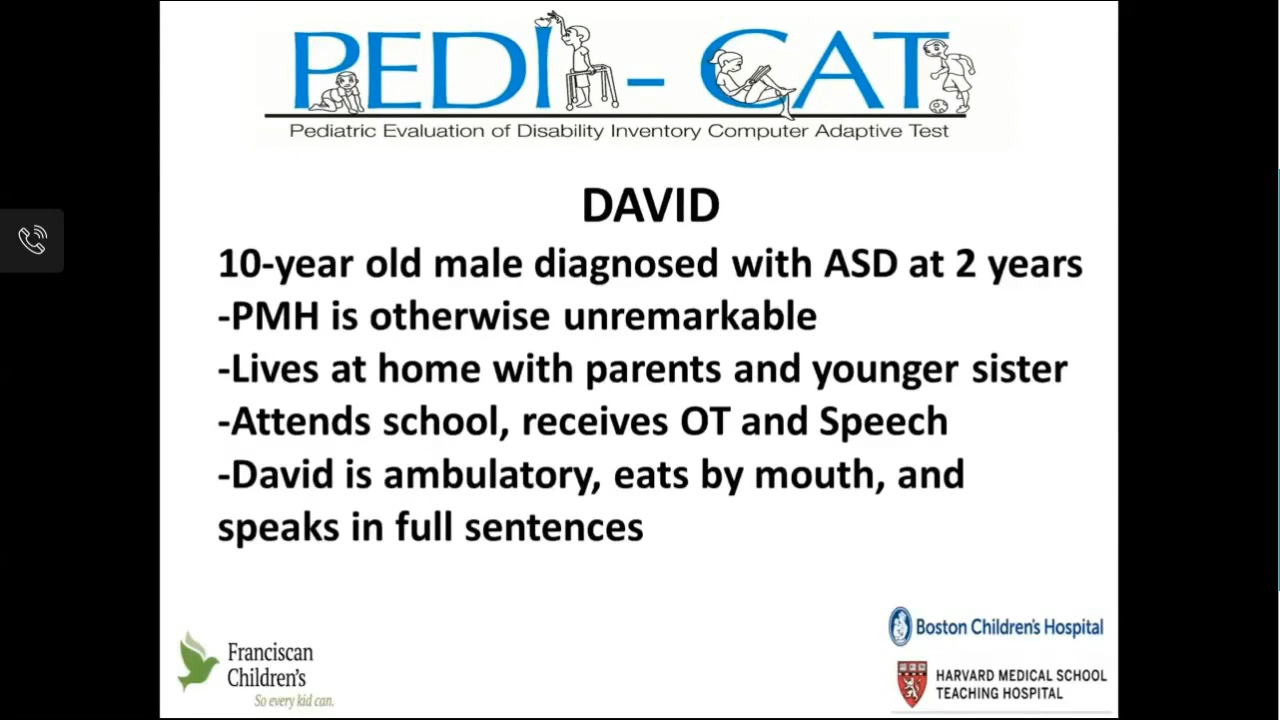 PEDI-CAT
Pediatric Evaluation of Disability Inventory Computer Adaptive Test
DAVID
10-year old male diagnosed with ASD at 2 years
-PMH is otherwise unremarkable
-Lives at home with parents and younger sister
-Attends school, receives OT and Speech
-David is ambulatory, eats by mouth, and
speaks in full sentences
Franciscan
Children's
So every kid can.
Boston Children's Hospital
HARVARD MEDICAL SCHOOL
TEACHING HOSPITAL